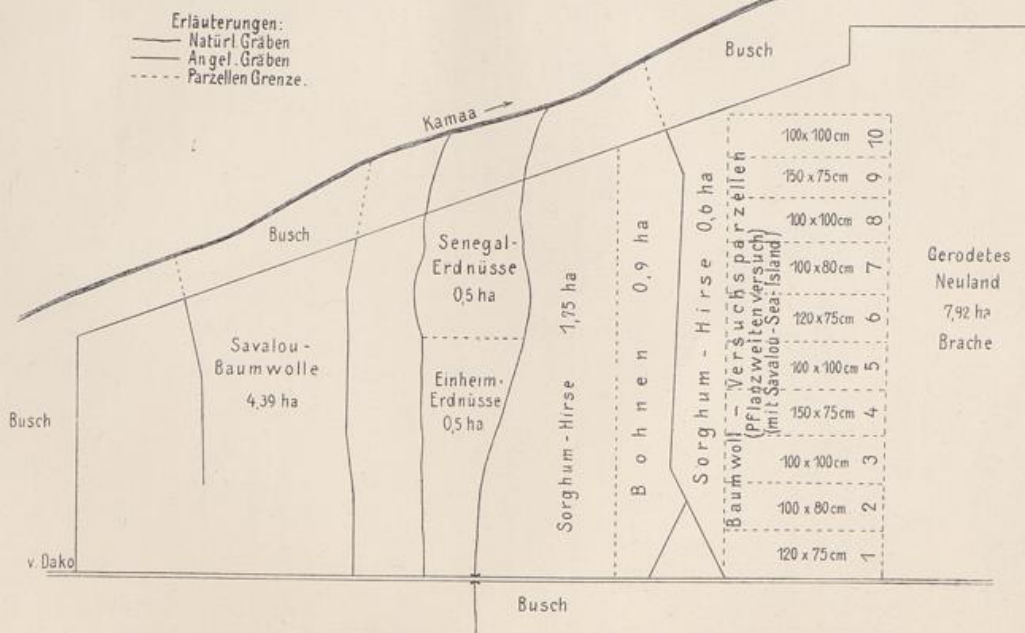 Erläuterungen:
Natürl. Gräben
Angel. Gräben
Parzellen Grenze.
Busch
Kamaa
Busch
Senegal-
Erdnüsse
0,5 ha
Einheim.
Erdnüsse
0,5 ha
Savalou-
Baumwolle
4,39 ha
Busch
v. Dako
Sorghum-Hirse 1,75 ha
Bohnen 0,9 ha
Sorghum-Hirse 0,6 ha
Baumwoll-Versuchsparzellen
(Pflanzweitenversuch)
(mit Savalou-Sea-Island)
100 x 100 cm 10
150 x 75 cm 9
100 x 100 cm 8
100 x 80 cm 7
120 x 75 cm 6
100 x 100 cm 5
150 x 75 cm 4
100 x 100 cm 3
100 x 80 cm 2
120 x 75 cm 1
Gerodetes
Neuland
7,92 ha
Brache
Busch